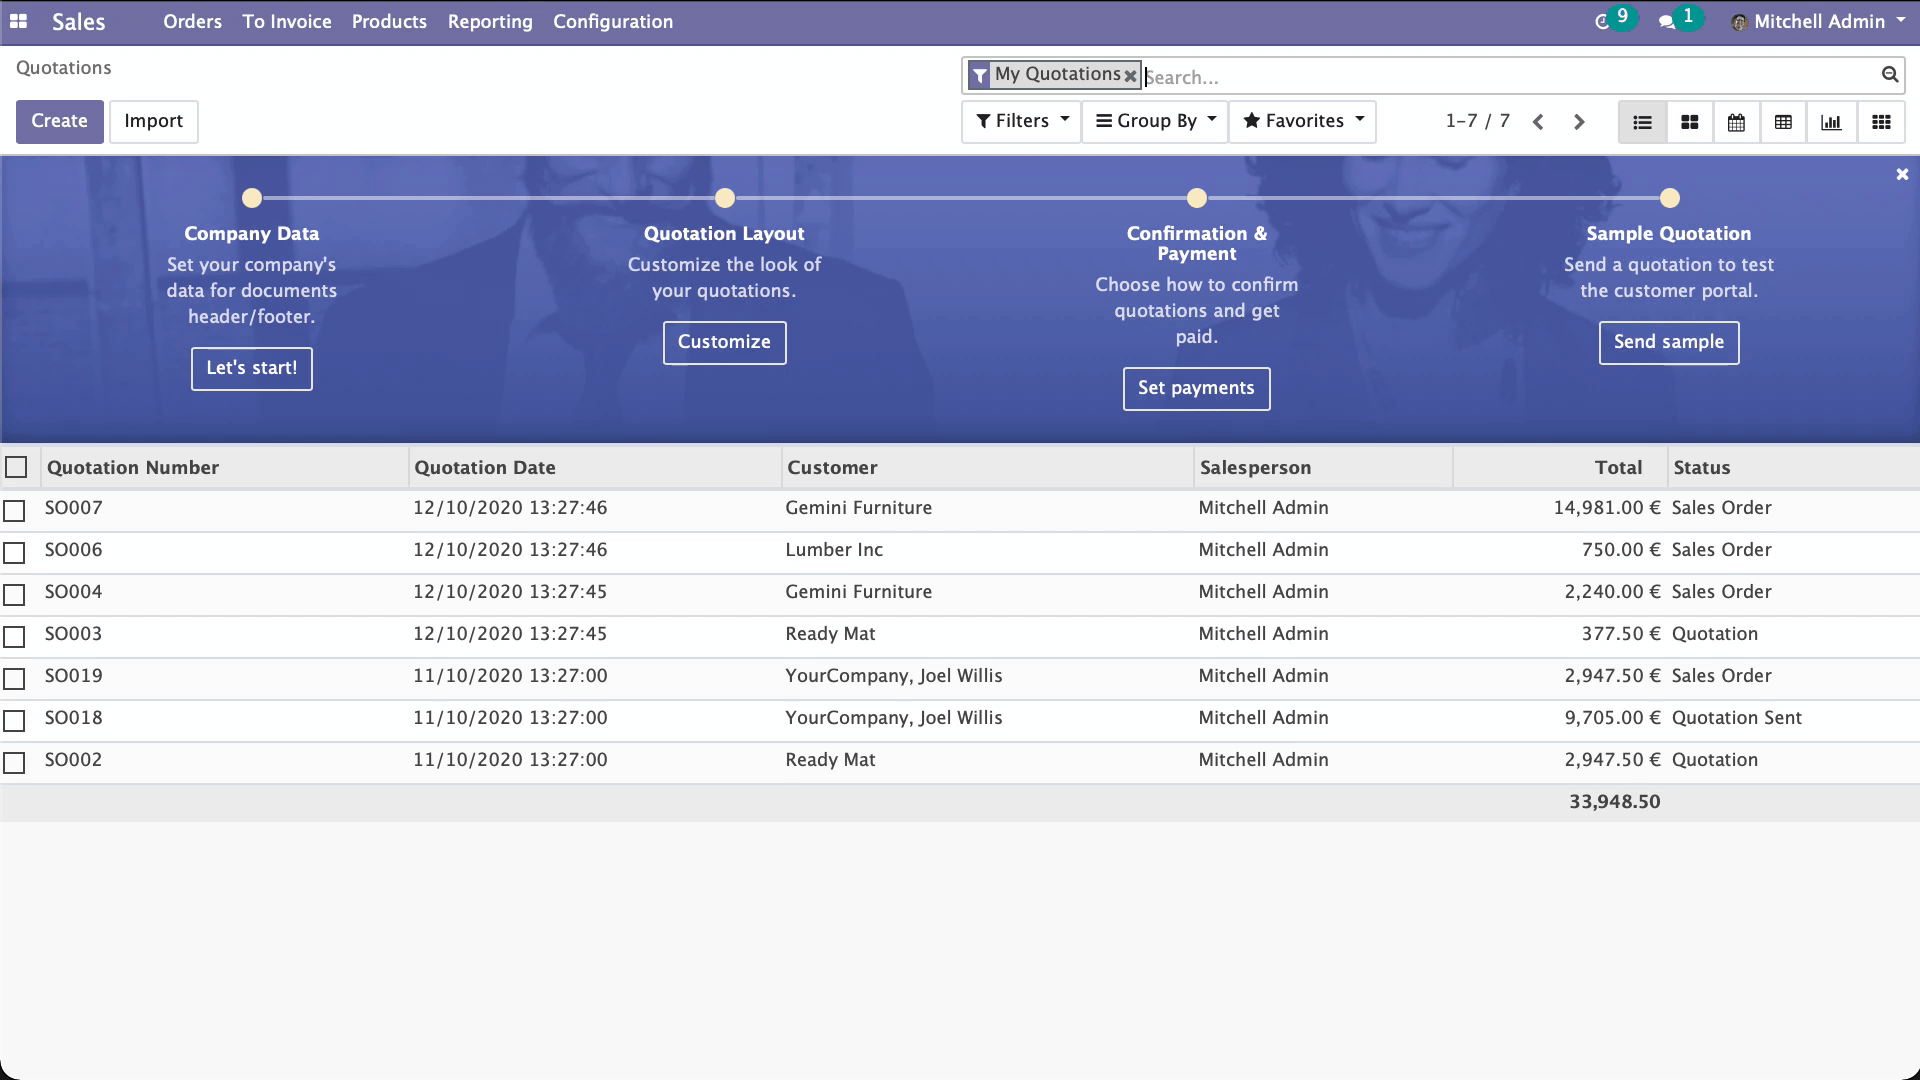 Sales Orders To Invoice Products Reporting Configuration 9 1 Mitchell Admin
Quotations
My Quotations Search...
Create Import Filters Group By Favorites 1-7 / 7
Company Data
Set your company's
data for documents
header/footer.
Let's start!
Quotation Layout
Customize the look of
your quotations.
Customize
Confirmation &
Payment
Choose how to confirm
quotations and get
paid.
Set payments
Sample Quotation
Send a quotation to test
the customer portal.
Send sample
Quotation Number Quotation Date Customer Salesperson Total Status
SO007 12/10/2020 13:27:46 Gemini Furniture Mitchell Admin 14,981.00 € Sales Order
SO006 12/10/2020 13:27:46 Lumber Inc Mitchell Admin 750.00 € Sales Order
SO004 12/10/2020 13:27:45 Gemini Furniture Mitchell Admin 2,240.00 € Sales Order
SO003 12/10/2020 13:27:45 Ready Mat Mitchell Admin 377.50 € Quotation
SO019 11/10/2020 13:27:00 YourCompany, Joel Willis Mitchell Admin 2,947.50 € Sales Order
SO018 11/10/2020 13:27:00 YourCompany, Joel Willis Mitchell Admin 9,705.00 € Quotation Sent
SO002 11/10/2020 13:27:00 Ready Mat Mitchell Admin 2,947.50 € Quotation
33,948.50